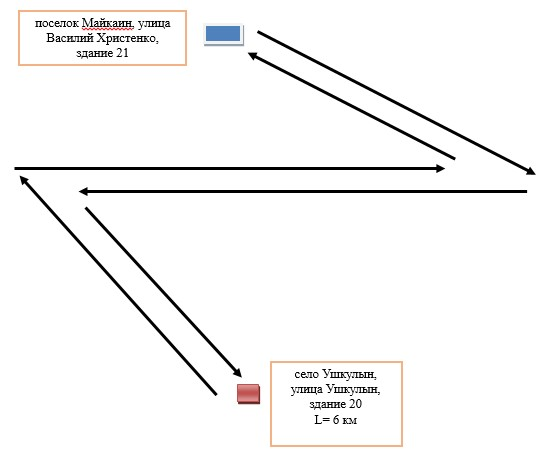 поселок Майкаин, улица
Василий Христенко,
здание 21
село Ушкулын,
улица Ушкулын,
здание 20
L= 6 км